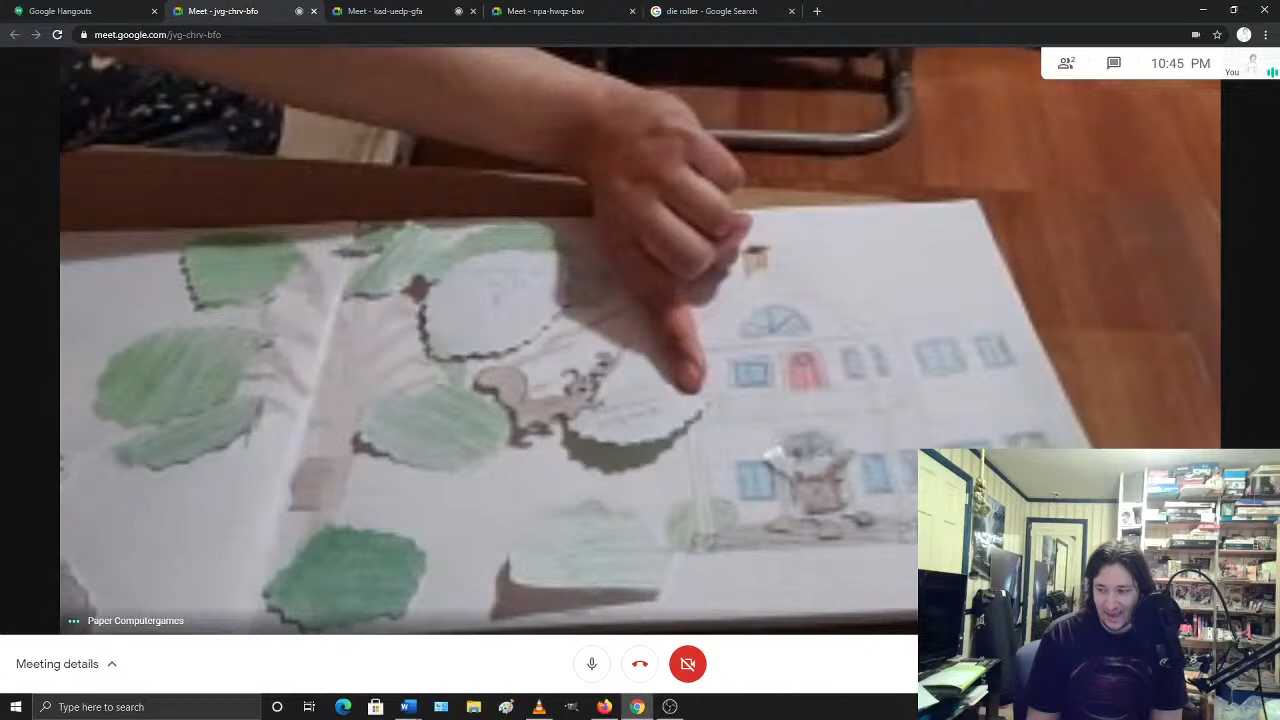 Google Hangouts
Meet - jvg-chrv-bfo
Meet - kad-uedp-gfa
Meet - npa-hwqz-bav
die roller - Google Search
meet.google.com/jvg-chrv-bfo
2
10:45 PM
You
Paper Computergames
Meeting details
Type here to search